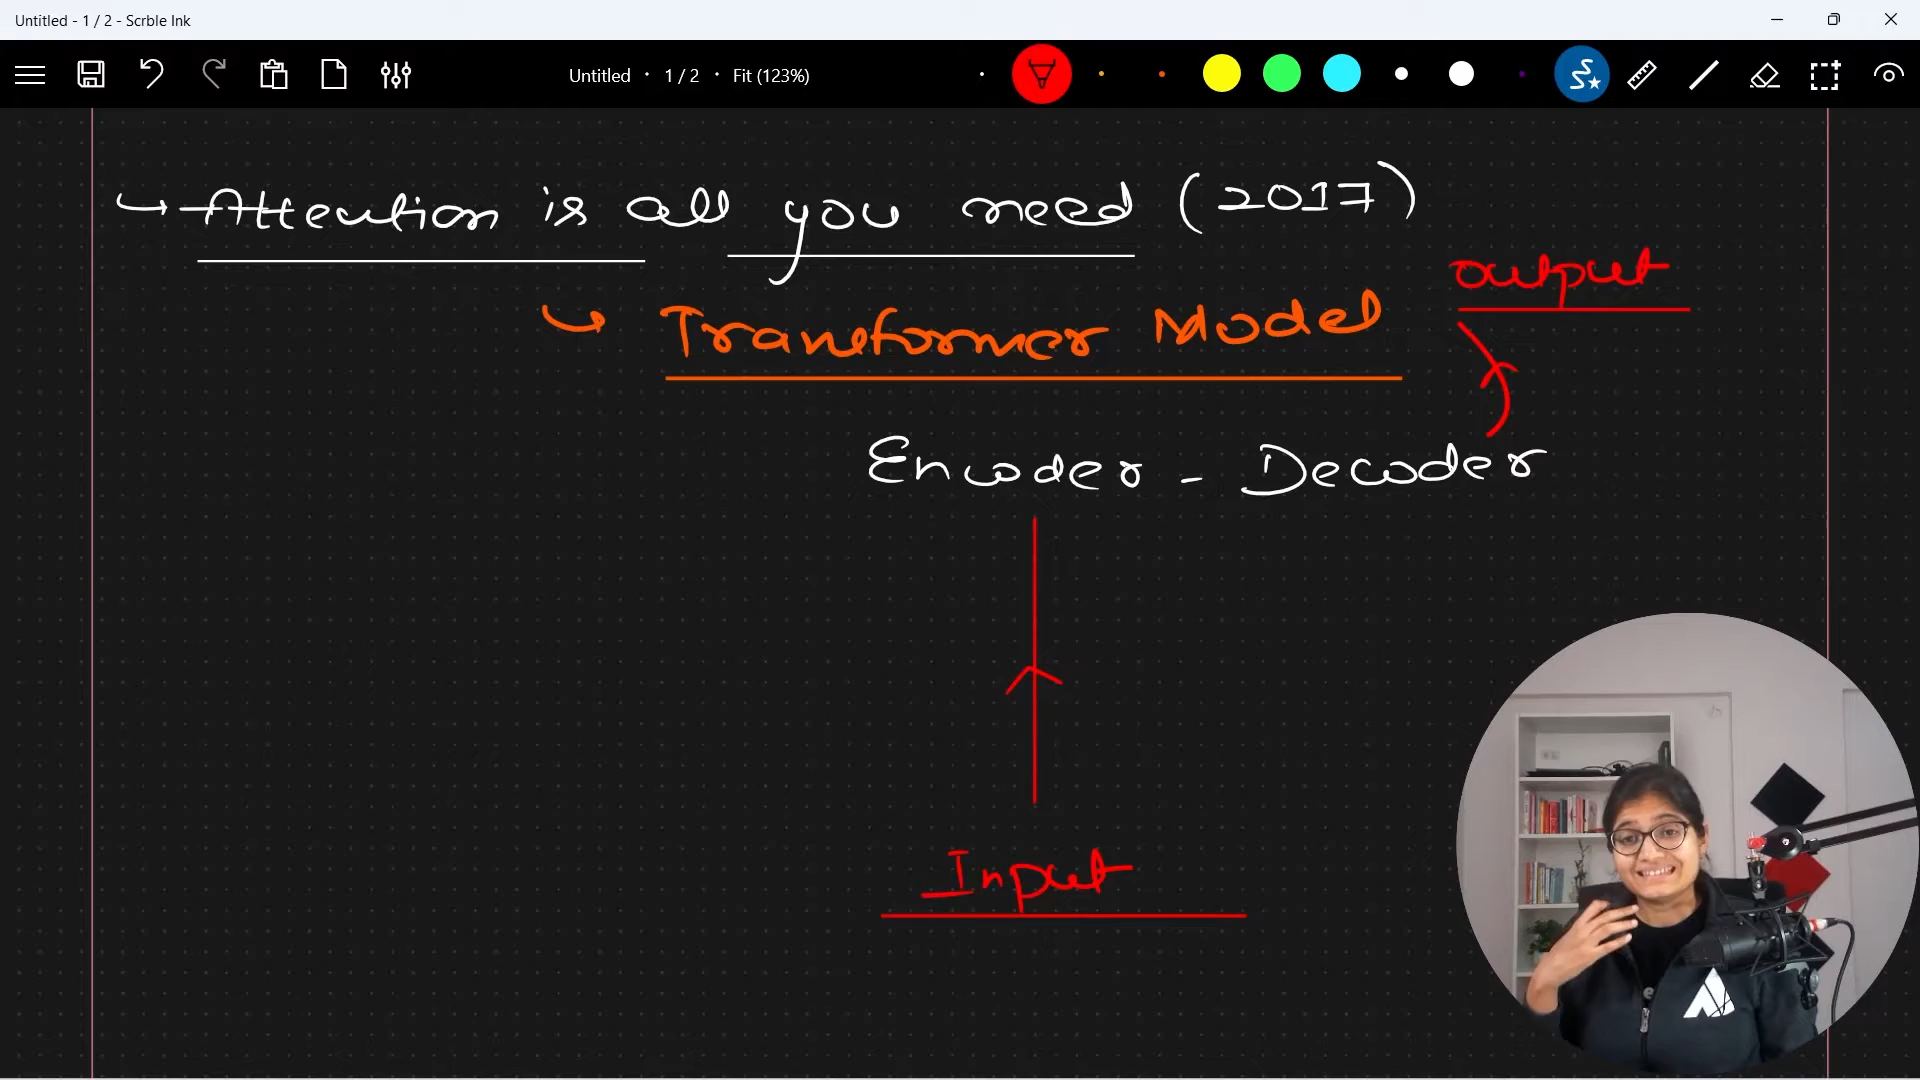 Untitled - 1 / 2 - Scrble Ink
Untitled • 1 / 2 • Fit (123%)
Attention is all you need (2017)
output
Transformer Model
Encoder - Decoder
Input